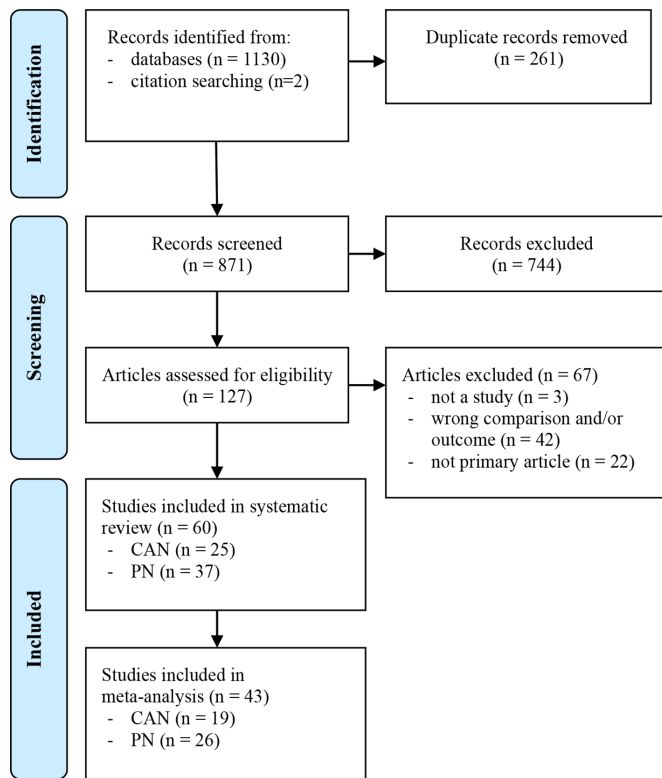 Identification
Records identified from:
- databases (n = 1130)
- citation searching (n=2)
Duplicate records removed
(n = 261)
Screening
Records screened
(n = 871)
Records excluded
(n = 744)
Articles assessed for eligibility
(n = 127)
Articles excluded (n = 67)
- not a study (n = 3)
- wrong comparison and/or
outcome (n = 42)
- not primary article (n = 22)
Included
Studies included in systematic
review (n = 60)
- CAN (n = 25)
- PN (n = 37)
Studies included in
meta-analysis (n = 43)
- CAN (n = 19)
- PN (n = 26)